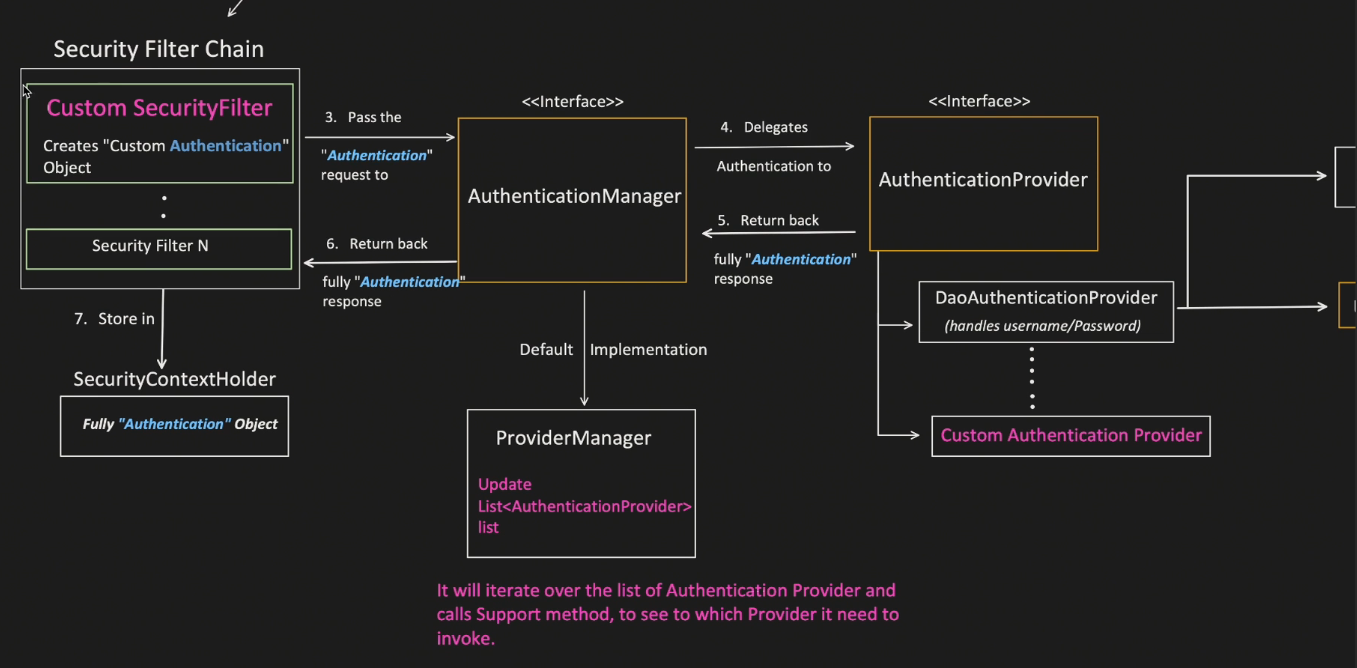 Security Filter Chain
Custom SecurityFilter
Creates "Custom Authentication"
Object
Security Filter N
7. Store in
SecurityContextHolder
Fully "Authentication" Object
3. Pass the
"Authentication"
request to
6. Return back
fully "Authentication"
response
<<Interface>>
AuthenticationManager
Default Implementation
ProviderManager
Update
List<AuthenticationProvider>
list
It will iterate over the list of Authentication Provider and
calls Support method, to see to which Provider it need to
invoke.
4. Delegates
Authentication to
5. Return back
fully "Authentication"
response
<<Interface>>
AuthenticationProvider
DaoAuthenticationProvider
(handles username/Password)
Custom Authentication Provider